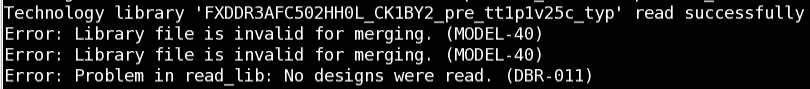 Technology library 'FXDDR3AFC502HH0L_CK1BY2_pre_tt1p1v25c_typ' read successfully
Error: Library file is invalid for merging. (MODEL-40)
Error: Library file is invalid for merging. (MODEL-40)
Error: Problem in read_lib: No designs were read. (DBR-011)